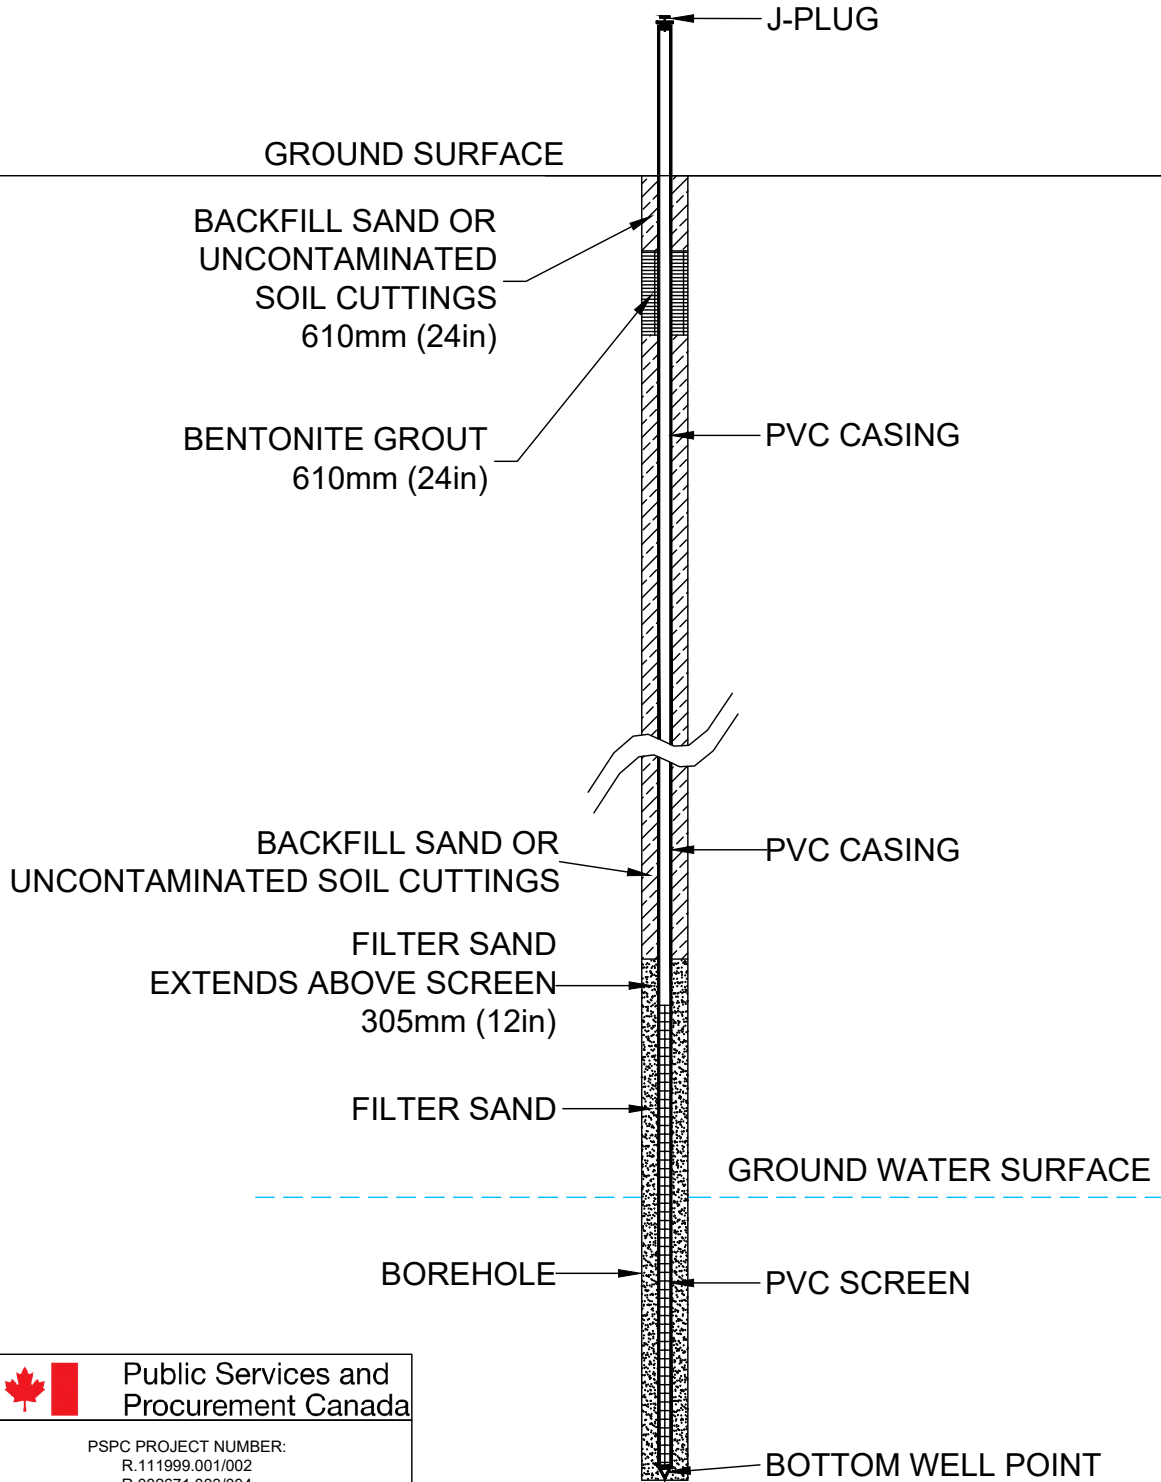 J-PLUG
GROUND SURFACE
BACKFILL SAND OR
UNCONTAMINATED
SOIL CUTTINGS
610mm (24in)
BENTONITE GROUT
610mm (24in)
PVC CASING
BACKFILL SAND OR
UNCONTAMINATED SOIL CUTTINGS
PVC CASING
FILTER SAND
EXTENDS ABOVE SCREEN
305mm (12in)
FILTER SAND
GROUND WATER SURFACE
BOREHOLE
PVC SCREEN
Public Services and
Procurement Canada
PSPC PROJECT NUMBER:
R.111999.001/002
BOTTOM WELL POINT